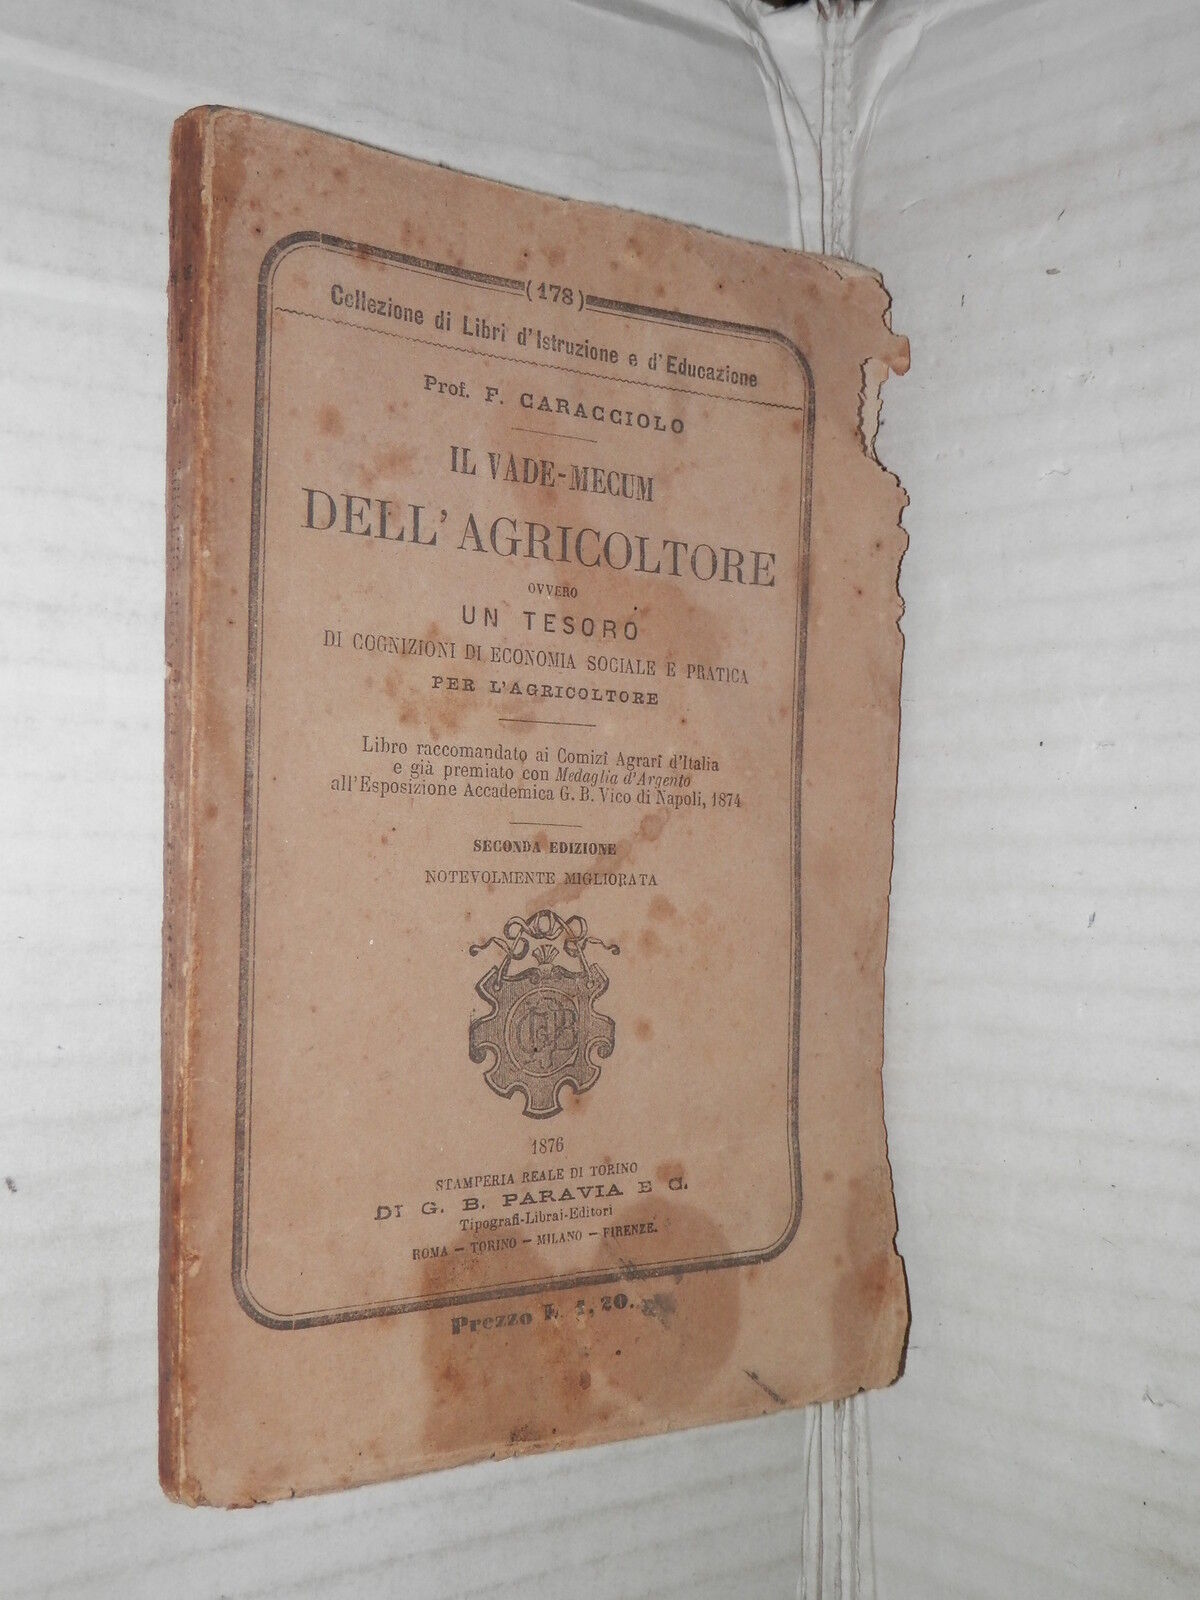 (178)
Collezione di Libri d'Istruzione e d'Educazione
Prof. F. CARACCIOLO
IL VADE-MECUM
DELL'AGRICOLTORE
OVVERO
UN TESORO
DI COGNIZIONI DI ECONOMIA SOCIALE E PRATICA
PER L'AGRICOLTORE
Libro raccomandato ai Comizî Agrarî d'Italia
e già premiato con Medaglia d'Argento
all'Esposizione Accademica G. B. Vico di Napoli, 1874
SECONDA EDIZIONE
NOTEVOLMENTE MIGLIORATA
1876
STAMPERIA REALE DI TORINO
DI G. B. PARAVIA E C.
Tipografi-Librai-Editori
ROMA – TORINO – MILANO – FIRENZE.
Prezzo L. 1, 20.